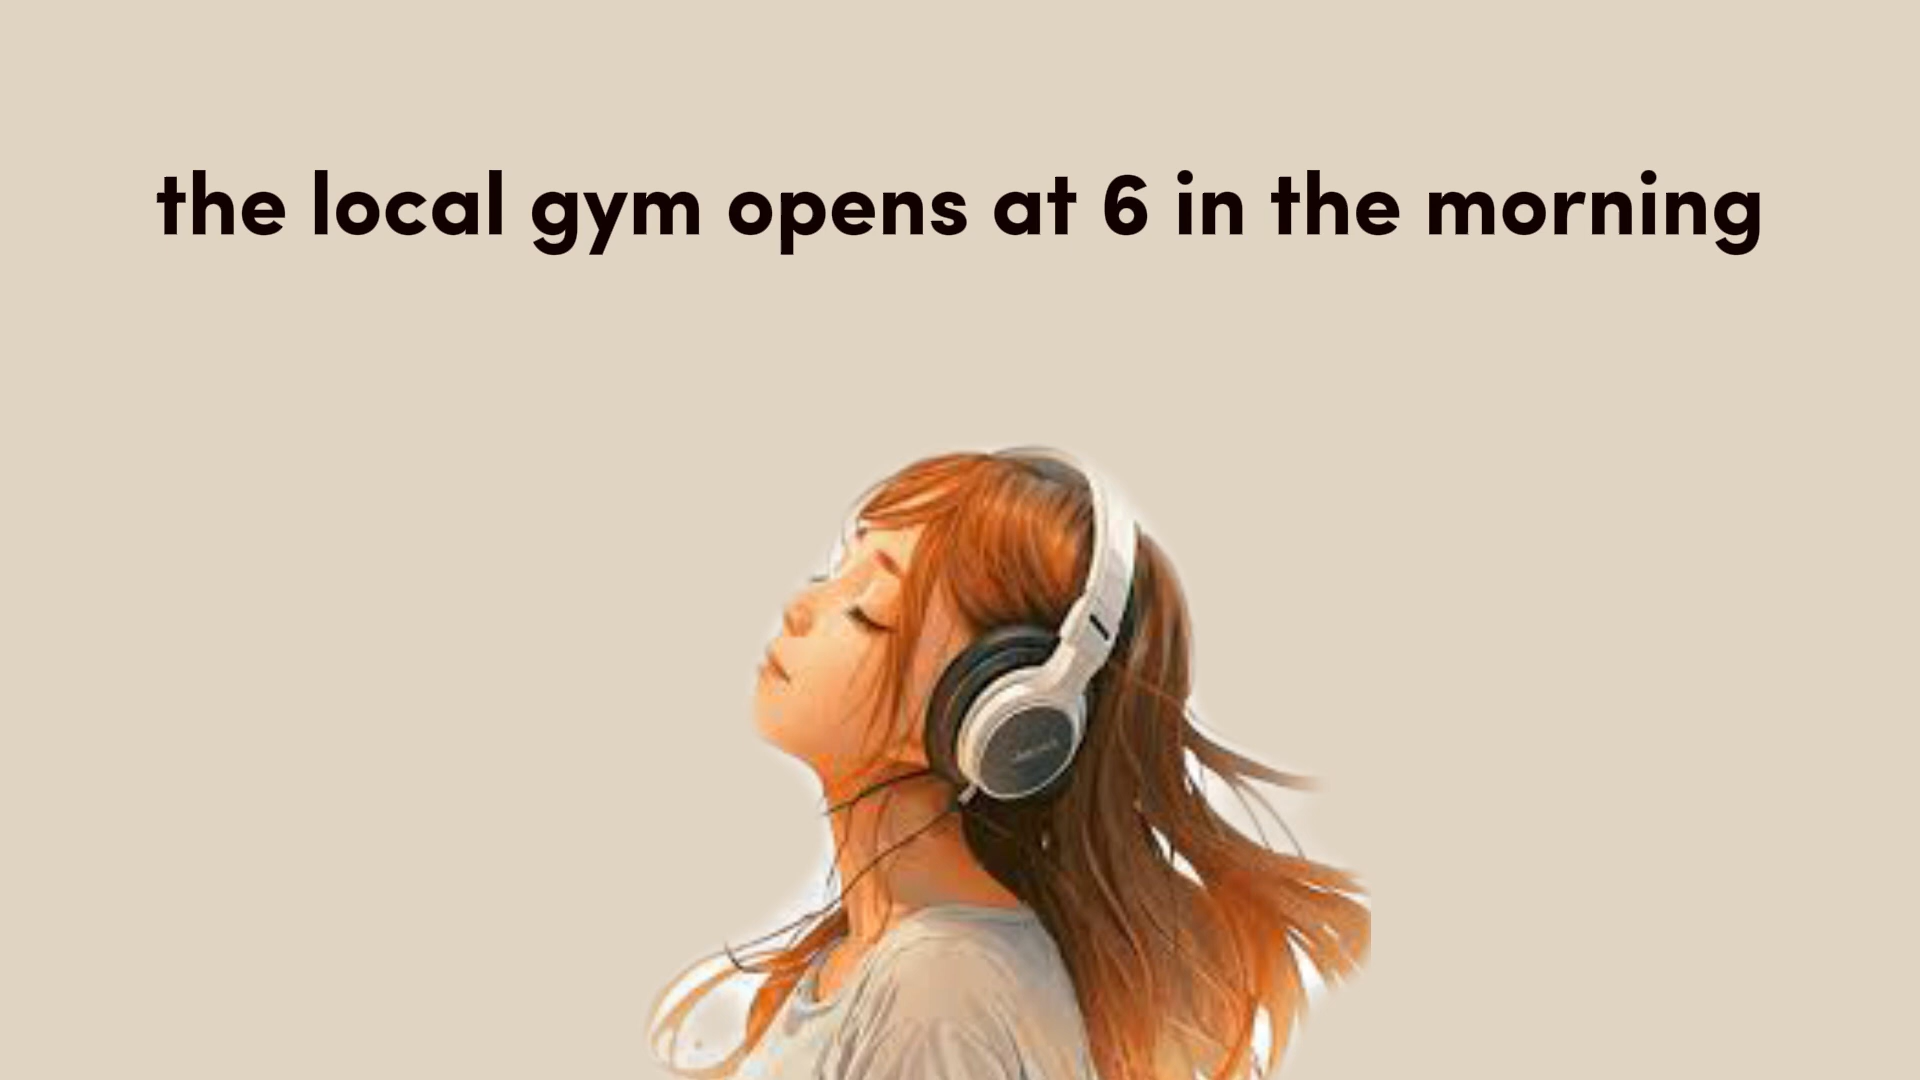 the local gym opens at 6 in the morning